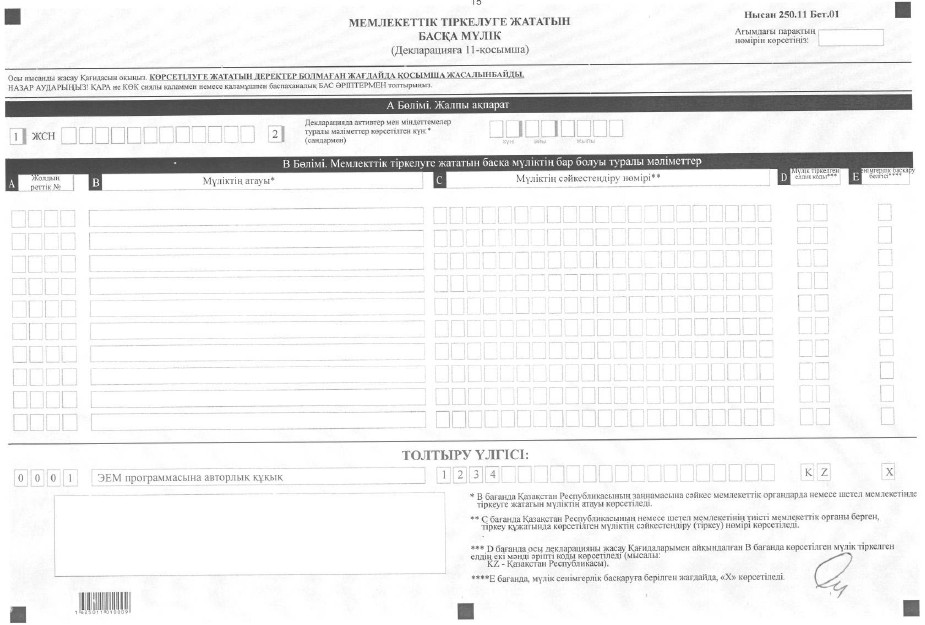 15
МЕМЛЕКЕТТІК ТІРКЕЛУГЕ ЖАТАТЫН
БАСҚА МҮЛІК
(Декларацияға 11-қосымша)
Нысан 250.11 Бет.01
Ағымдағы парақтың
нөмірін көрсетіңіз:
Осы нысанды жасау Қағидасын оқыңыз. КӨРСЕТІЛУГЕ ЖАТАТЫН ДЕРЕКТЕР БОЛМАҒАН ЖАҒДАЙДА ҚОСЫМША ЖАСАЛЫНБАЙДЫ.
НАЗАР АУДАРЫҢЫЗ! ҚАРА не КӨК сиялы қаламмен немесе қаламұшпен баспаханалық БАС ӘРІПТЕРМЕН толтырыңыз.
А Бөлімі. Жалпы ақпарат
1 ЖСН
2 Декларацияда активтер мен міндеттемелер
туралы мәліметтер көрсетілген күн *
(сандармен)
күн айы жылы
В Бөлімі. Мемлекттік тіркелуге жататын басқа мүліктің бар болуы туралы мәліметтер
A Жолдың
реттік №
B Мүліктің атауы*
C Мүліктің сәйкестендіру нөмірі**
D Мүлік тіркелген
елдің коды***
E басқару
белгісі****
ТОЛТЫРУ ҮЛГІСІ:
0 0 0 1 ЭЕМ программасына авторлық құқық 1 2 3 4 K Z X
* В бағанда Қазақстан Республикасының заңнамасына сәйкес мемлекеттік органдарда немесе шетел мемлекетінде
тіркеуге жататын мүліктің атауы көрсетіледі.
** С бағанда Қазақстан Республикасының немесе шетел мемлекетінің тиісті мемлекеттік органы берген,
тіркеу құжатында көрсетілген мүліктің сәйкестендіру (тіркеу) нөмірі көрсетіледі.
*** D бағанда осы декларацияны жасау Қағидаларымен айқындалған В бағанда көрсетілген мүлік тіркелген
елдің екі мәнді әріпті коды көрсетіледі (мысалы:
KZ - Қазақстан Республикасы).
****Е бағанда, мүлік сенімгерлік басқаруға берілген жағдайда, «X» көрсетіледі.